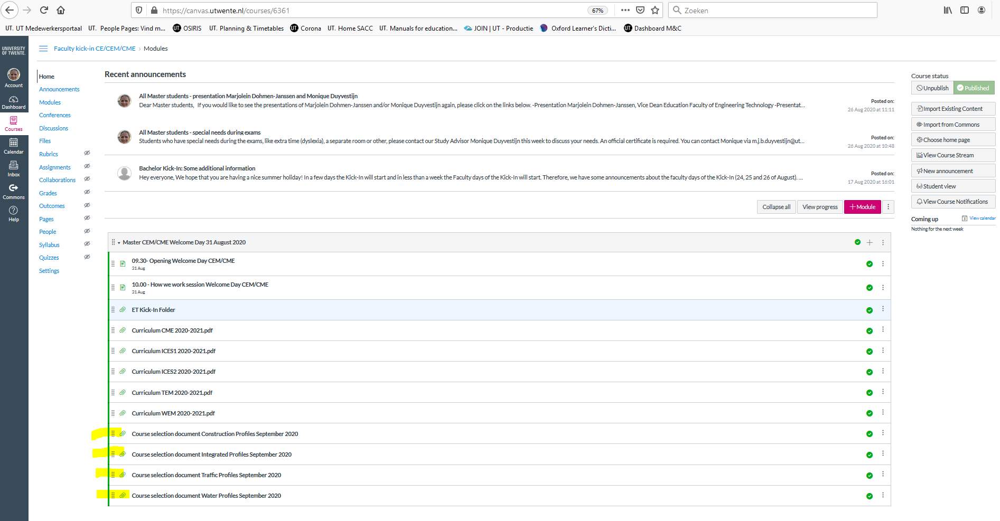 https://canvas.utwente.nl/courses/6361
67%
Zoeken
UT. UT Medewerkersportaal
UT. People Pages: Vind m...
UT OSIRIS
UT. Planning & Timetables
UT Corona
UT. Home SACC
UT. Manuals for education...
JOIN | UT - Productie
Oxford Learner's Dicti...
UT Dashboard M&C
UNIVERSITY
OF TWENTE.
Account
Dashboard
Courses
Calendar
Inbox
Commons
Help
Faculty kick-in CE/CEM/CME › Modules
Home
Announcements
Modules
Conferences
Discussions
Files
Rubrics
Assignments
Collaborations
Grades
Outcomes
Pages
People
Syllabus
Quizzes
Settings
Recent announcements
All Master students - presentation Marjolein Dohmen-Janssen and Monique Duyvestijn
Dear Master students, If you would like to see the presentations of Marjolein Dohmen-Janssen and/or Monique Duyvestijn again, please click on the links below. -Presentation Marjolein Dohmen-Janssen, Vice Dean Education Faculty of Engineering Technology -Presentat...
Posted on:
26 Aug 2020 at 11:11
All Master students - special needs during exams
Students who have special needs during the exams, like extra time (dyslexia), a separate room or other, please contact our Study Advisor Monique Duyvestijn this week to discuss your needs. An official certificate is required. You can contact Monique via m.j.b.duyvestijn@ut...
Posted on:
26 Aug 2020 at 10:48
Bachelor Kick-In: Some additional information
Hey everyone, We hope that you are having a nice summer holiday! In a few days the Kick-In will start and in less than a week the Faculty days of the Kick-In will start. Therefore, we have some announcements about the faculty days of the Kick-In (24, 25 and 26 of August). ...
Posted on:
17 Aug 2020 at 16:01
Collapse all
View progress
+ Module
Master CEM/CME Welcome Day 31 August 2020
09.30- Opening Welcome Day CEM/CME
31 Aug
10.00 - How we work session Welcome Day CEM/CME
31 Aug
ET Kick-In Folder
Curriculum CME 2020-2021.pdf
Curriculum ICES1 2020-2021.pdf
Curriculum ICES2 2020-2021.pdf
Curriculum TEM 2020-2021.pdf
Curriculum WEM 2020-2021.pdf
Course selection document Construction Profiles September 2020
Course selection document Integrated Profiles September 2020
Course selection document Traffic Profiles September 2020
Course selection document Water Profiles September 2020
Course status
Unpublish
Published
Import Existing Content
Import from Commons
Choose home page
View Course Stream
New announcement
Student view
View Course Notifications
Coming up
View calendar
Nothing for the next week